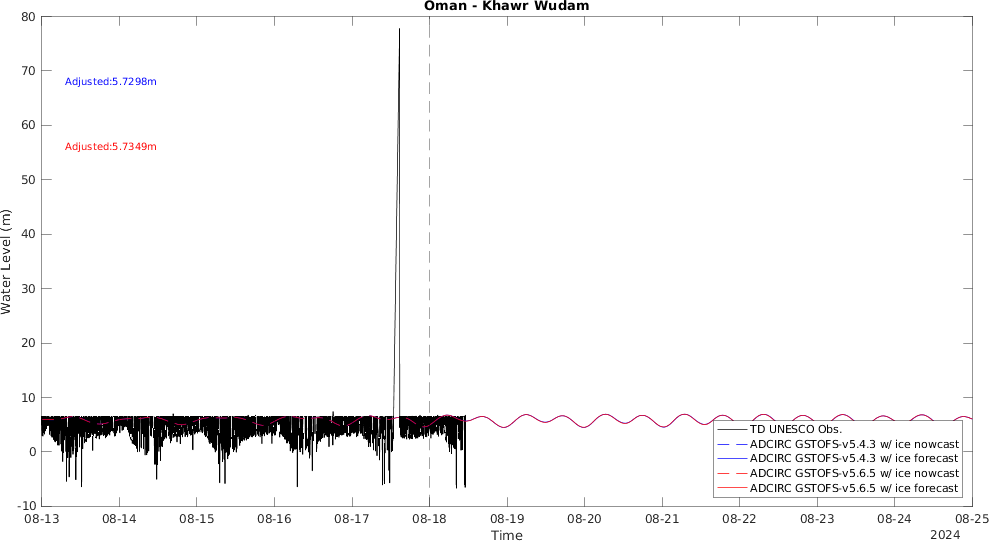 Oman - Khawr Wudam
80
70
60
50
40
30
20
10
0
-10
Water Level (m)
Adjusted:5.7298m
Adjusted:5.7349m
TD UNESCO Obs.
ADCIRC GSTOFS-v5.4.3 w/ ice nowcast
ADCIRC GSTOFS-v5.4.3 w/ ice forecast
ADCIRC GSTOFS-v5.6.5 w/ ice nowcast
ADCIRC GSTOFS-v5.6.5 w/ ice forecast
08-13 08-14 08-15 08-16 08-17 08-18 08-19 08-20 08-21 08-22 08-23 08-24 08-25
Time
2024